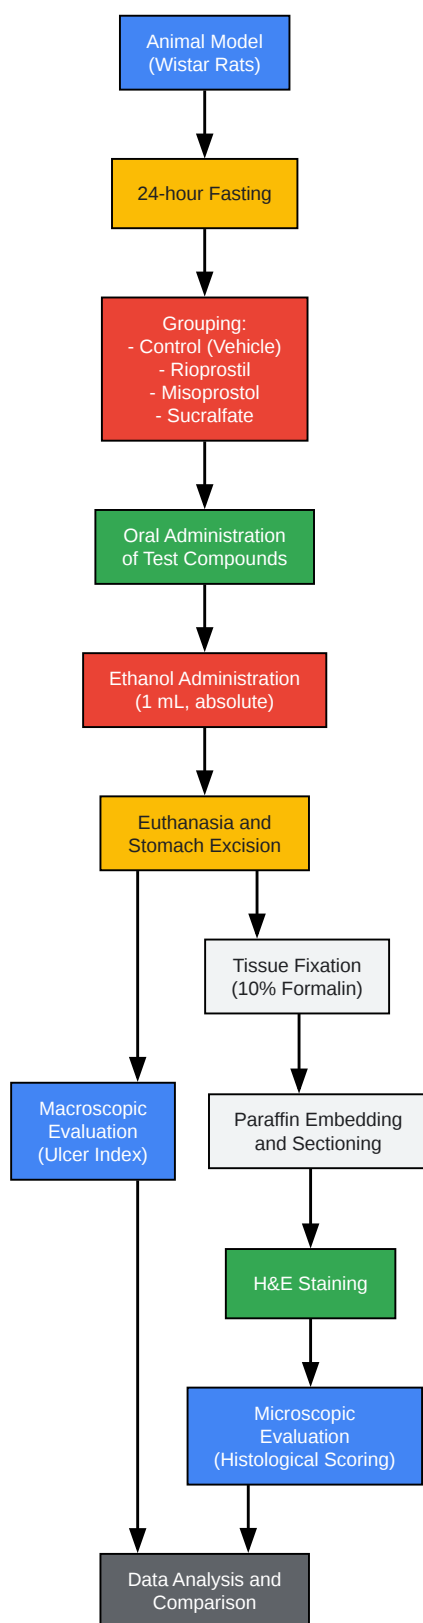 Animal Model
(Wistar Rats)
24-hour Fasting
Grouping:
- Control (Vehicle)
- Rioprostil
- Misoprostol
- Sucralfate
Oral Administration
of Test Compounds
Ethanol Administration
(1 mL, absolute)
Euthanasia and
Stomach Excision
Tissue Fixation
(10% Formalin)
Macroscopic
Evaluation
(Ulcer Index)
Paraffin Embedding
and Sectioning
H&E Staining
Microscopic
Evaluation
(Histological Scoring)
Data Analysis and
Comparison